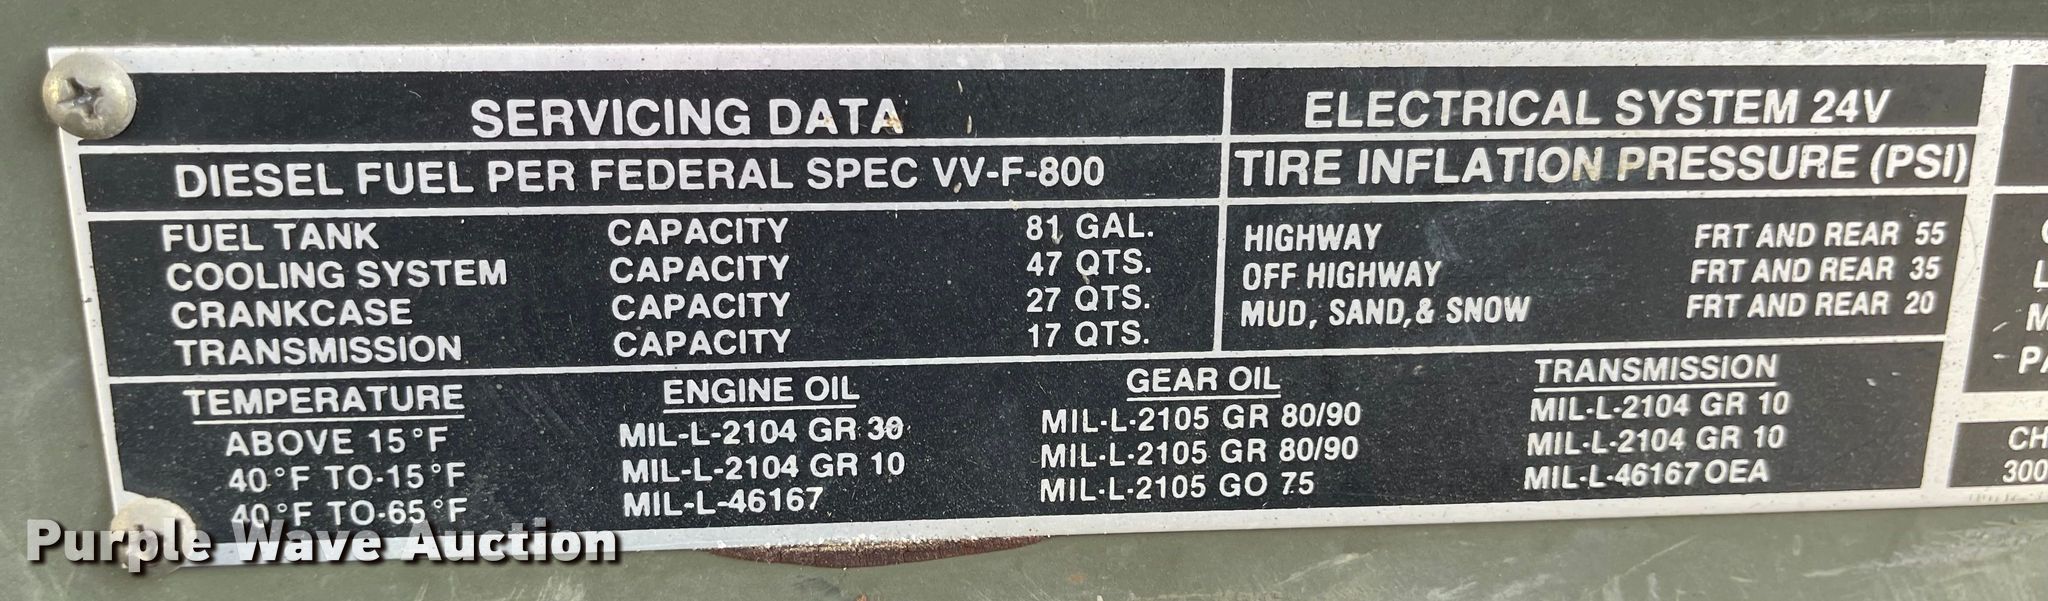 SERVICING DATA
DIESEL FUEL PER FEDERAL SPEC VV-F-800
FUEL TANK CAPACITY 81 GAL.
COOLING SYSTEM CAPACITY 47 QTS.
CRANKCASE CAPACITY 27 QTS.
TRANSMISSION CAPACITY 17 QTS.
ELECTRICAL SYSTEM 24V
TIRE INFLATION PRESSURE (PSI)
HIGHWAY FRT AND REAR 55
OFF HIGHWAY FRT AND REAR 35
MUD, SAND, & SNOW FRT AND REAR 20
TEMPERATURE ENGINE OIL GEAR OIL TRANSMISSION
ABOVE 15°F MIL-L-2104 GR 30 MIL-L-2105 GR 80/90 MIL-L-2104 GR 10
40°F TO-15°F MIL-L-2104 GR 10 MIL-L-2105 GR 80/90 MIL-L-2104 GR 10
40°F TO-65°F MIL-L-46167 MIL-L-2105 GO 75 MIL-L-46167 OEA
CH
300
Purple Wave Auction